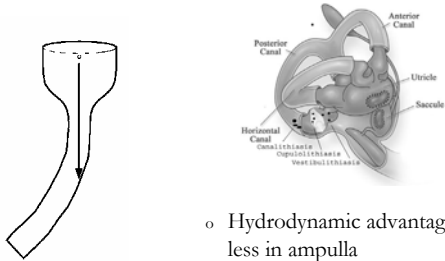 Anterior
Canal
Posterior
Canal
Utricle
Saccule
Horizontal
Canal
Canalithiasis
Cupulolithiasis
Vestibulithiasis
o Hydrodynamic advantag
less in ampulla